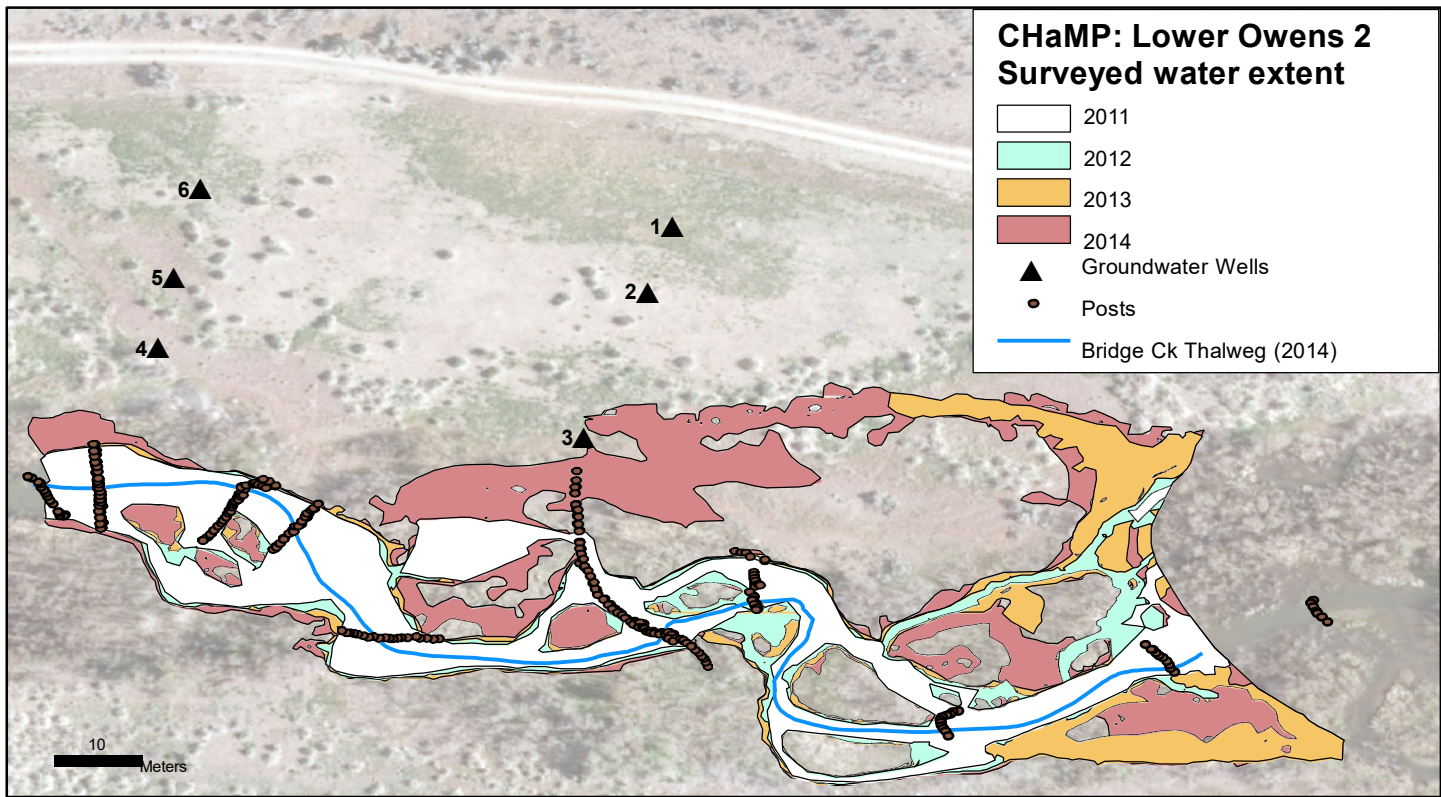 CHaMP: Lower Owens 2
Surveyed water extent
2011
2012
2013
2014
Groundwater Wells
Posts
Bridge Ck Thalweg (2014)
6
1
5
2
4
3
10
Meters